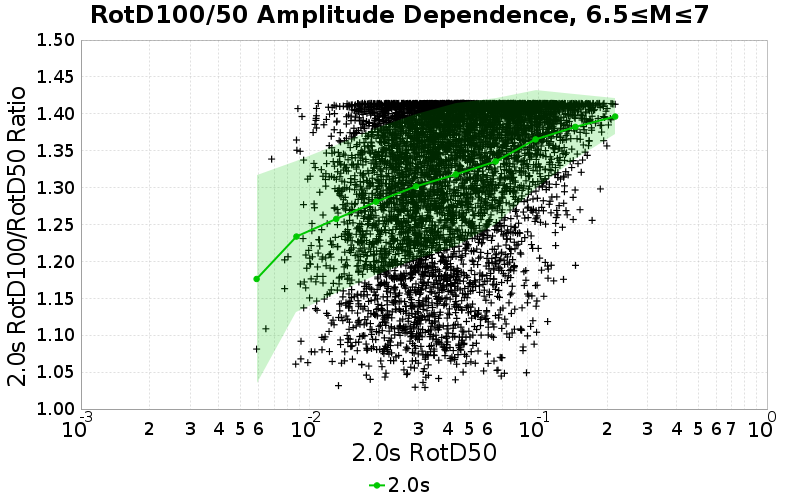 RotD100/50 Amplitude Dependence, 6.5≤M≤7
2.0s RotD100/RotD50 Ratio
1.50
1.45
1.40
1.35
1.30
1.25
1.20
1.15
1.10
1.05
1.00
10^-3 2 3 4 5 6 10^-2 2 3 4 5 6 10^-1 2 3 4 5 6 7 10^0
2.0s RotD50
2.0s